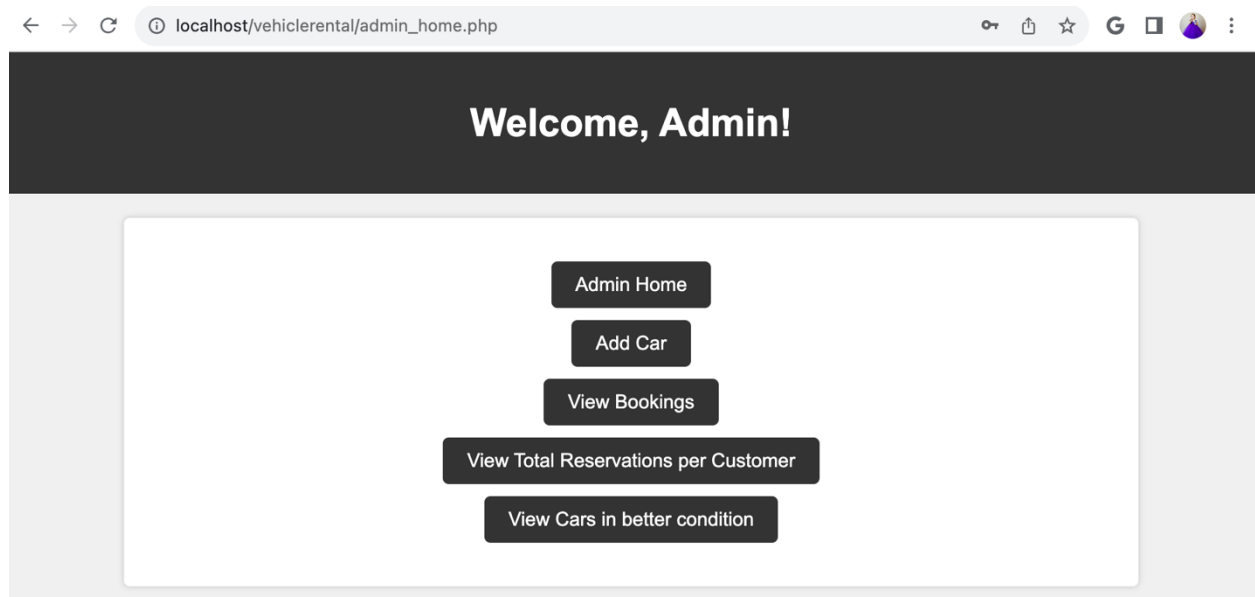 localhost/vehiclerental/admin_home.php
G
Welcome, Admin!
Admin Home
Add Car
View Bookings
View Total Reservations per Customer
View Cars in better condition